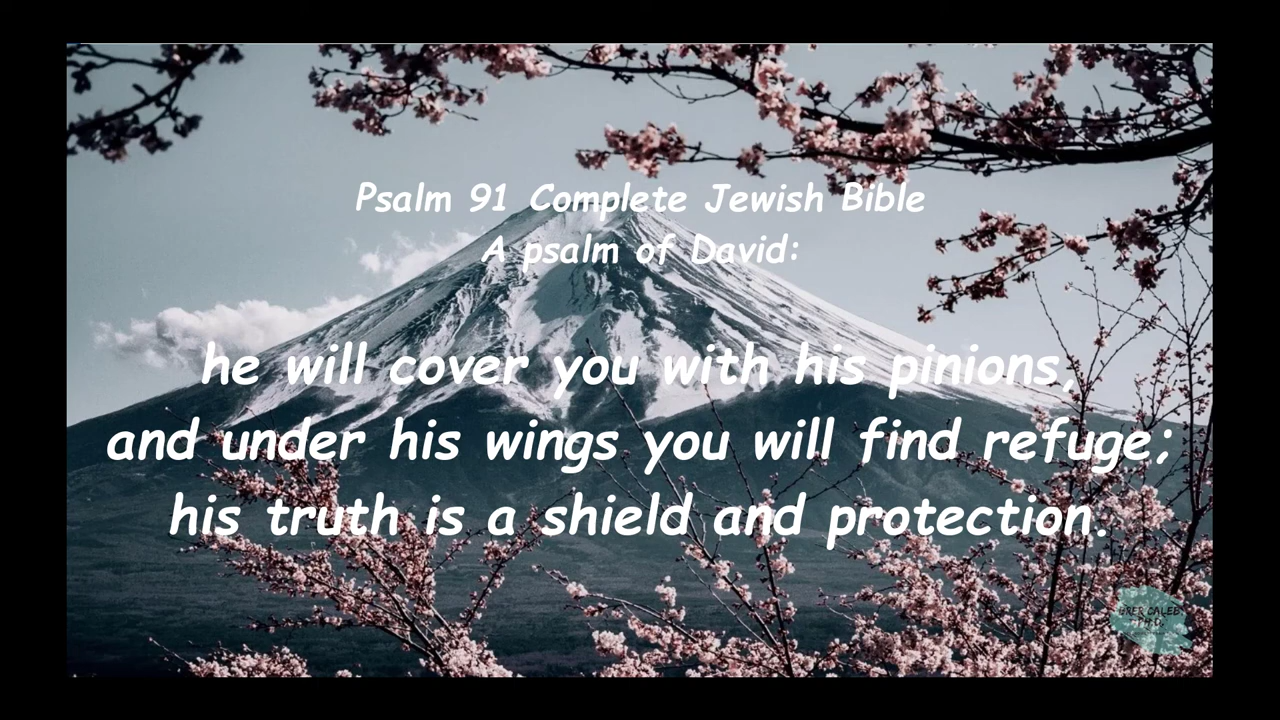 Psalm 91 Complete Jewish Bible
A psalm of David:
he will cover you with his pinions,
and under his wings you will find refuge;
his truth is a shield and protection.